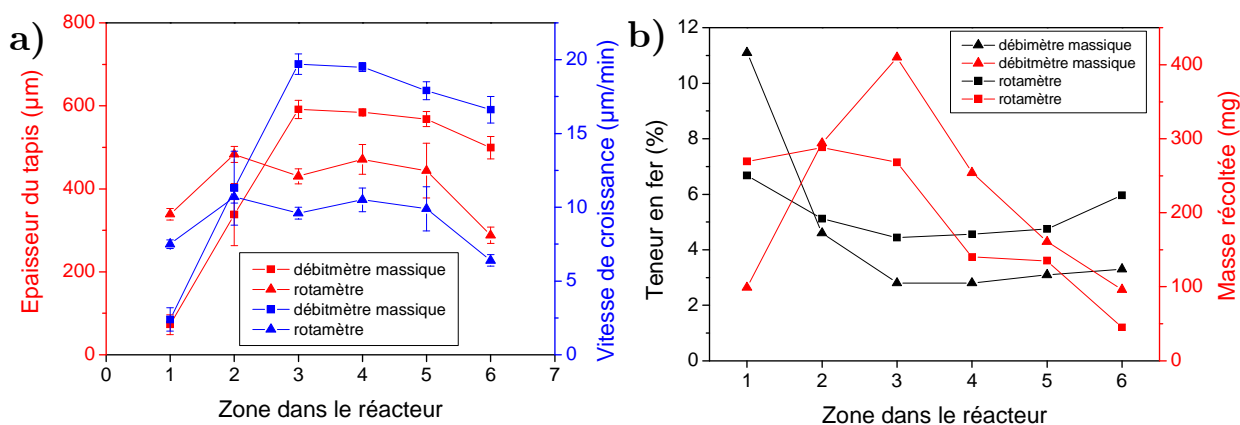 a)
Epaisseur du tapis (µm)
800
600
400
200
0
débitmètre massique
rotamètre
débitmètre massique
rotamètre
0 1 2 3 4 5 6 7
Zone dans le réacteur
20
15
10
5
0
Vitesse de croissance (µm/min)
b)
Teneur en fer (%)
12
10
8
6
4
2
0
débimètre massique
débitmètre massique
rotamètre
rotamètre
1 2 3 4 5 6
Zone dans le réacteur
400
300
200
100
0
Masse récoltée (mg)